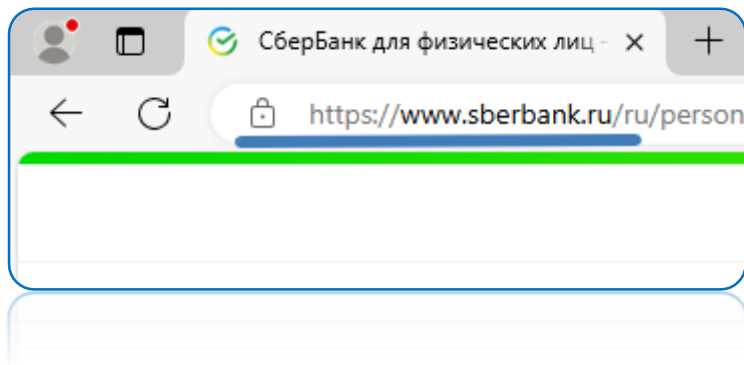 СберБанк для физических лиц -
https://www.sberbank.ru/ru/person